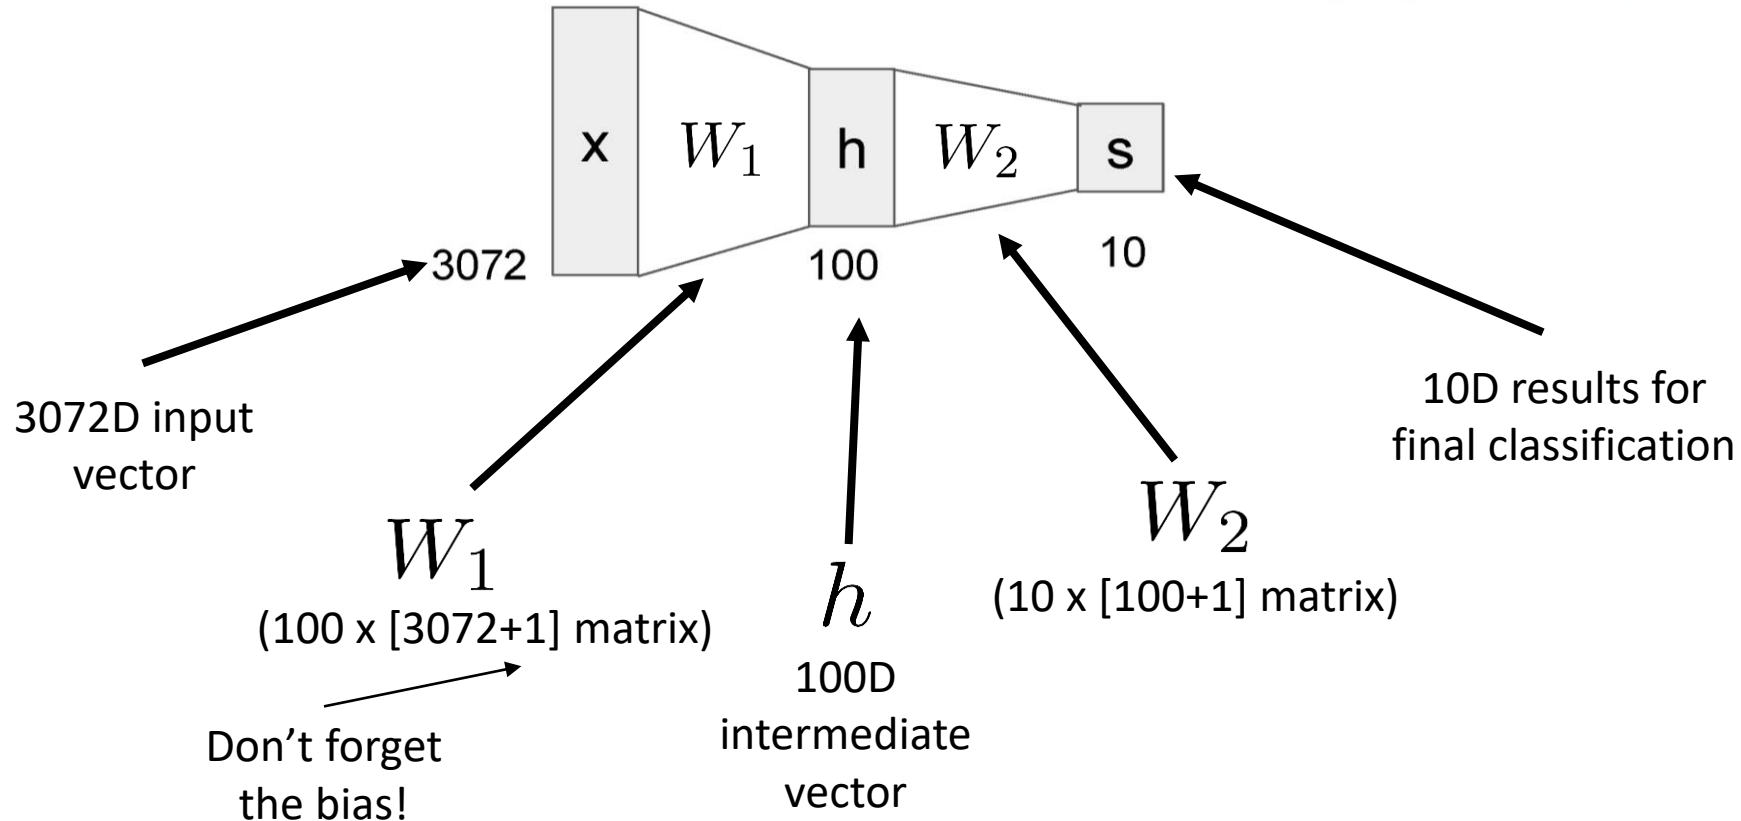 x
W₁
h
W₂
s
3072
100
10
3072D input
vector
W₁
(100 x [3072+1] matrix)
Don’t forget
the bias!
h
100D
intermediate
vector
W₂
(10 x [100+1] matrix)
10D results for
final classification